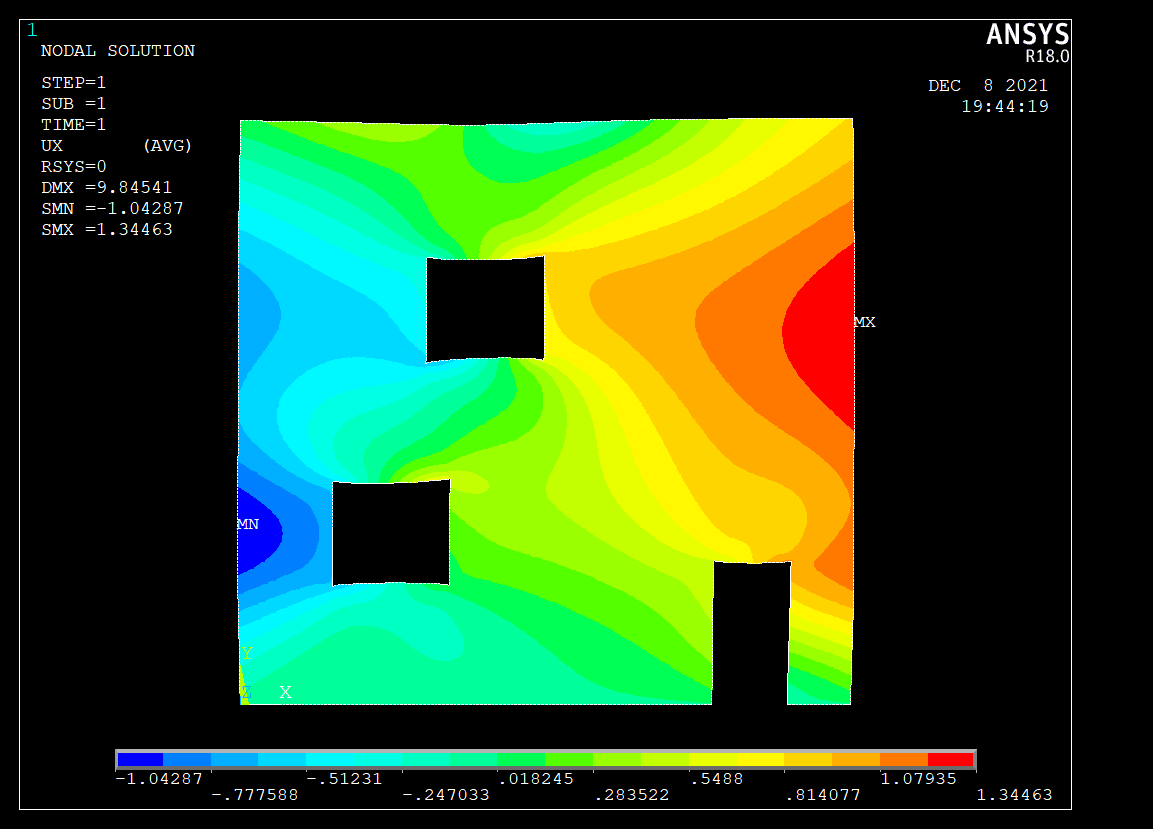 1
ANSYS
R18.0
NODAL SOLUTION
STEP=1
SUB =1
TIME=1
UX (AVG)
RSYS=0
DMX =9.84541
SMN =-1.04287
SMX =1.34463
DEC 8 2021
19:44:19
MX
MN
Y
Z X
-1.04287 -.51231 .018245 .5488 1.07935
-.777588 -.247033 .283522 .814077 1.34463